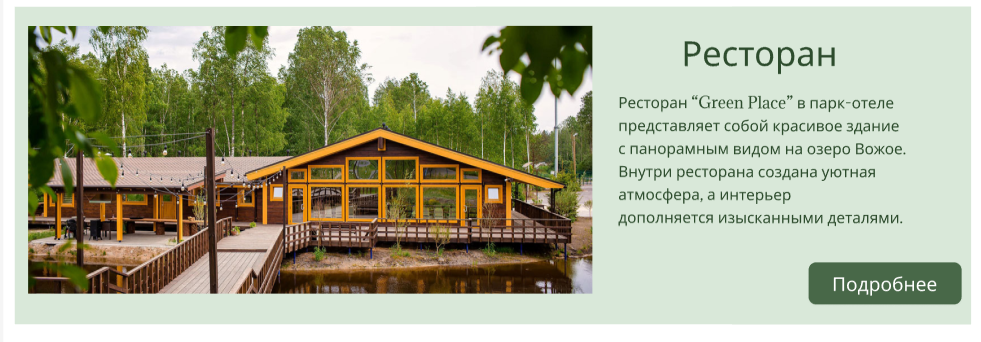 Ресторан
Ресторан “Green Place” в парк-отеле
представляет собой красивое здание
с панорамным видом на озеро Вожое.
Внутри ресторана создана уютная
атмосфера, а интерьер
дополняется изысканными деталями.
Подробнее